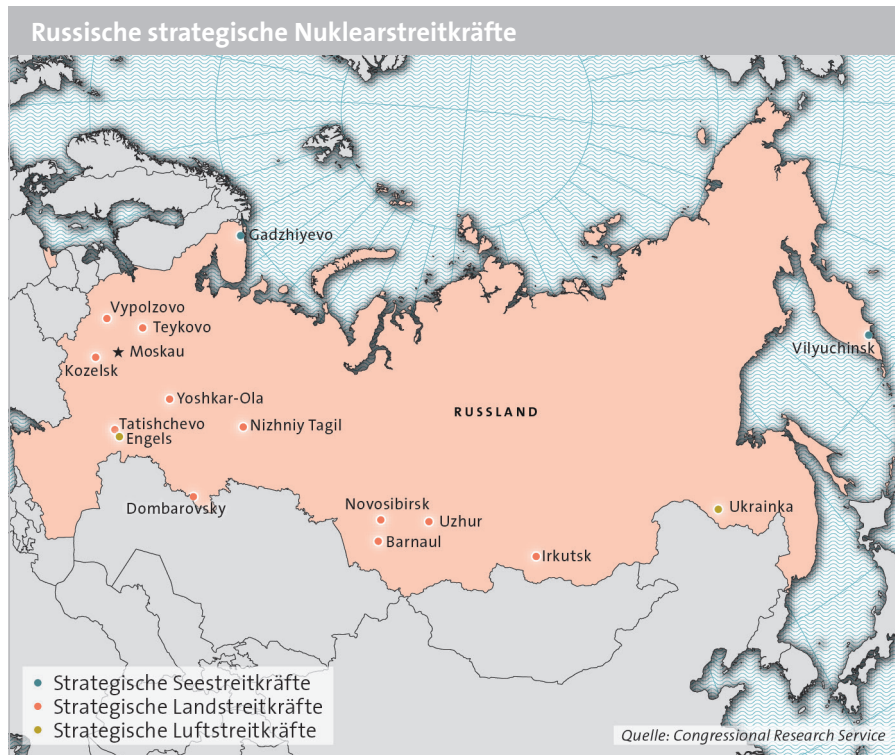 Russische strategische Nuklearstreitkräfte
Gadzhiyevo
Vypolzovo
Teykovo
Moskau
Kozelsk
Vilyuchinsk
Yoshkar-Ola
RUSSLAND
Tatishchevo
Engels
Nizhniy Tagil
Dombarovsky
Novosibirsk
Uzhur
Ukrainka
Barnaul
Irkutsk
Strategische Seestreitkräfte
Strategische Landstreitkräfte
Strategische Luftstreitkräfte
Quelle: Congressional Research Service